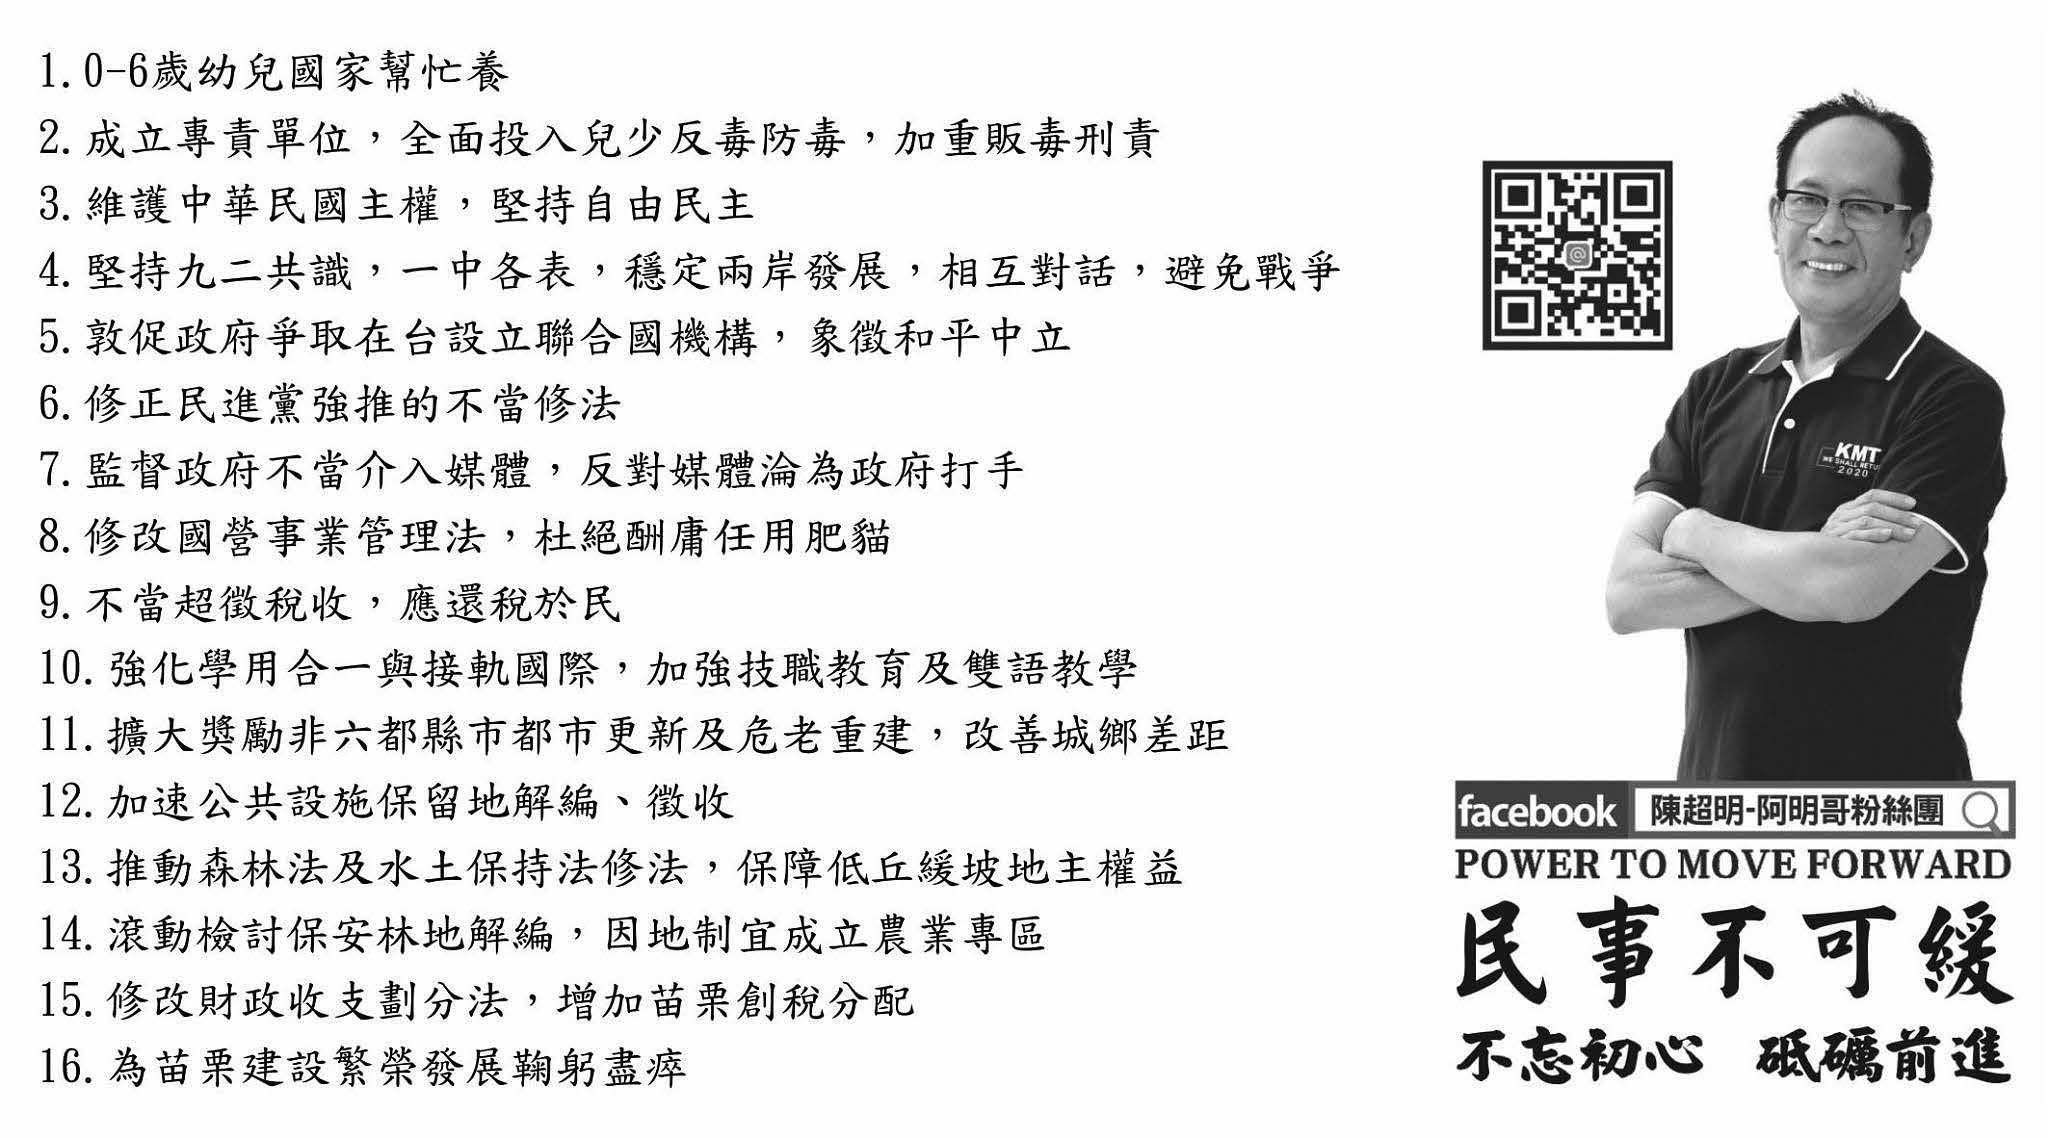 1.0-6歲幼兒國家幫忙養
2.成立專責單位，全面投入兒少反毒防毒，加重販毒刑責
3.維護中華民國主權，堅持自由民主
4.堅持九二共識，一中各表，穩定兩岸發展，相互對話，避免戰爭
5.敦促政府爭取在台設立聯合國機構，象徵和平中立
6.修正民進黨強推的不當修法
7.監督政府不當介入媒體，反對媒體淪為政府打手
8.修改國營事業管理法，杜絕酬庸任用肥貓
9.不當超徵稅收，應還稅於民
10.強化學用合一與接軌國際，加強技職教育及雙語教學
11.擴大獎勵非六都縣市都市更新及危老重建，改善城鄉差距
12.加速公共設施保留地解編、徵收
13.推動森林法及水土保持法修法，保障低丘緩坡地主權益
14.滾動檢討保安林地解編，因地制宜成立農業專區
15.修改財政收支劃分法，增加苗栗創稅分配
16.為苗栗建設繁榮發展鞠躬盡瘁
KMT
WE SHALL RETU
2020
facebook 陳超明-阿明哥粉絲團
POWER TO MOVE FORWARD
民事不可緩
不忘初心 砥礪前進